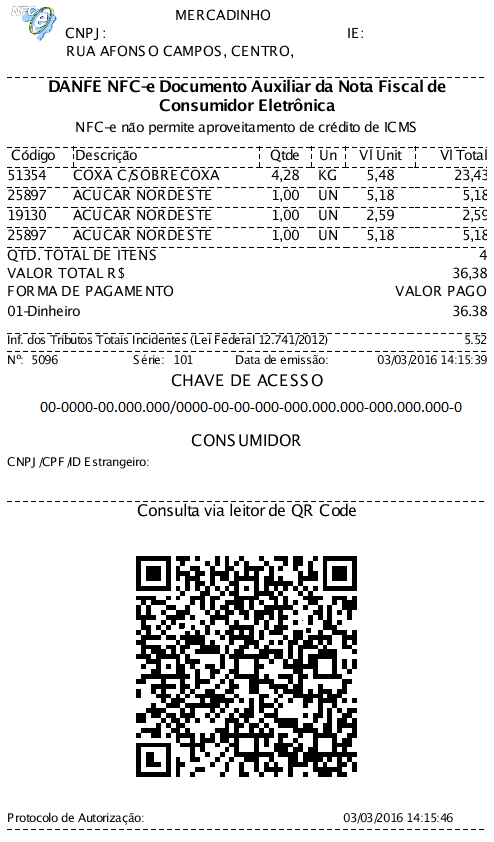 NFC-e
MERCADINHO
CNPJ: IE:
RUA AFONSO CAMPOS, CENTRO,
DANFE NFC-e Documento Auxiliar da Nota Fiscal de
Consumidor Eletrônica
NFC-e não permite aproveitamento de crédito de ICMS
Código Descrição Qtde Un Vl Unit Vl Total
51354 COXA C/SOBRECOXA 4,28 KG 5,48 23,43
25897 ACUCAR NORDESTE 1,00 UN 5,18 5,18
19130 ACUCAR NORDESTE 1,00 UN 2,59 2,59
25897 ACUCAR NORDESTE 1,00 UN 5,18 5,18
QTD. TOTAL DE ITENS 4
VALOR TOTAL R$ 36,38
FORMA DE PAGAMENTO VALOR PAGO
01-Dinheiro 36.38
Inf. dos Tributos Totais Incidentes (Lei Federal 12.741/2012) 5.52
Nº: 5096 Série: 101 Data de emissão: 03/03/2016 14:15:39
CHAVE DE ACESSO
00-0000-00.000.000/0000-00-00-000-000.000.000-000.000.000-0
CONSUMIDOR
CNPJ/CPF/ID Estrangeiro:
Consulta via leitor de QR Code
Protocolo de Autorização: 03/03/2016 14:15:46